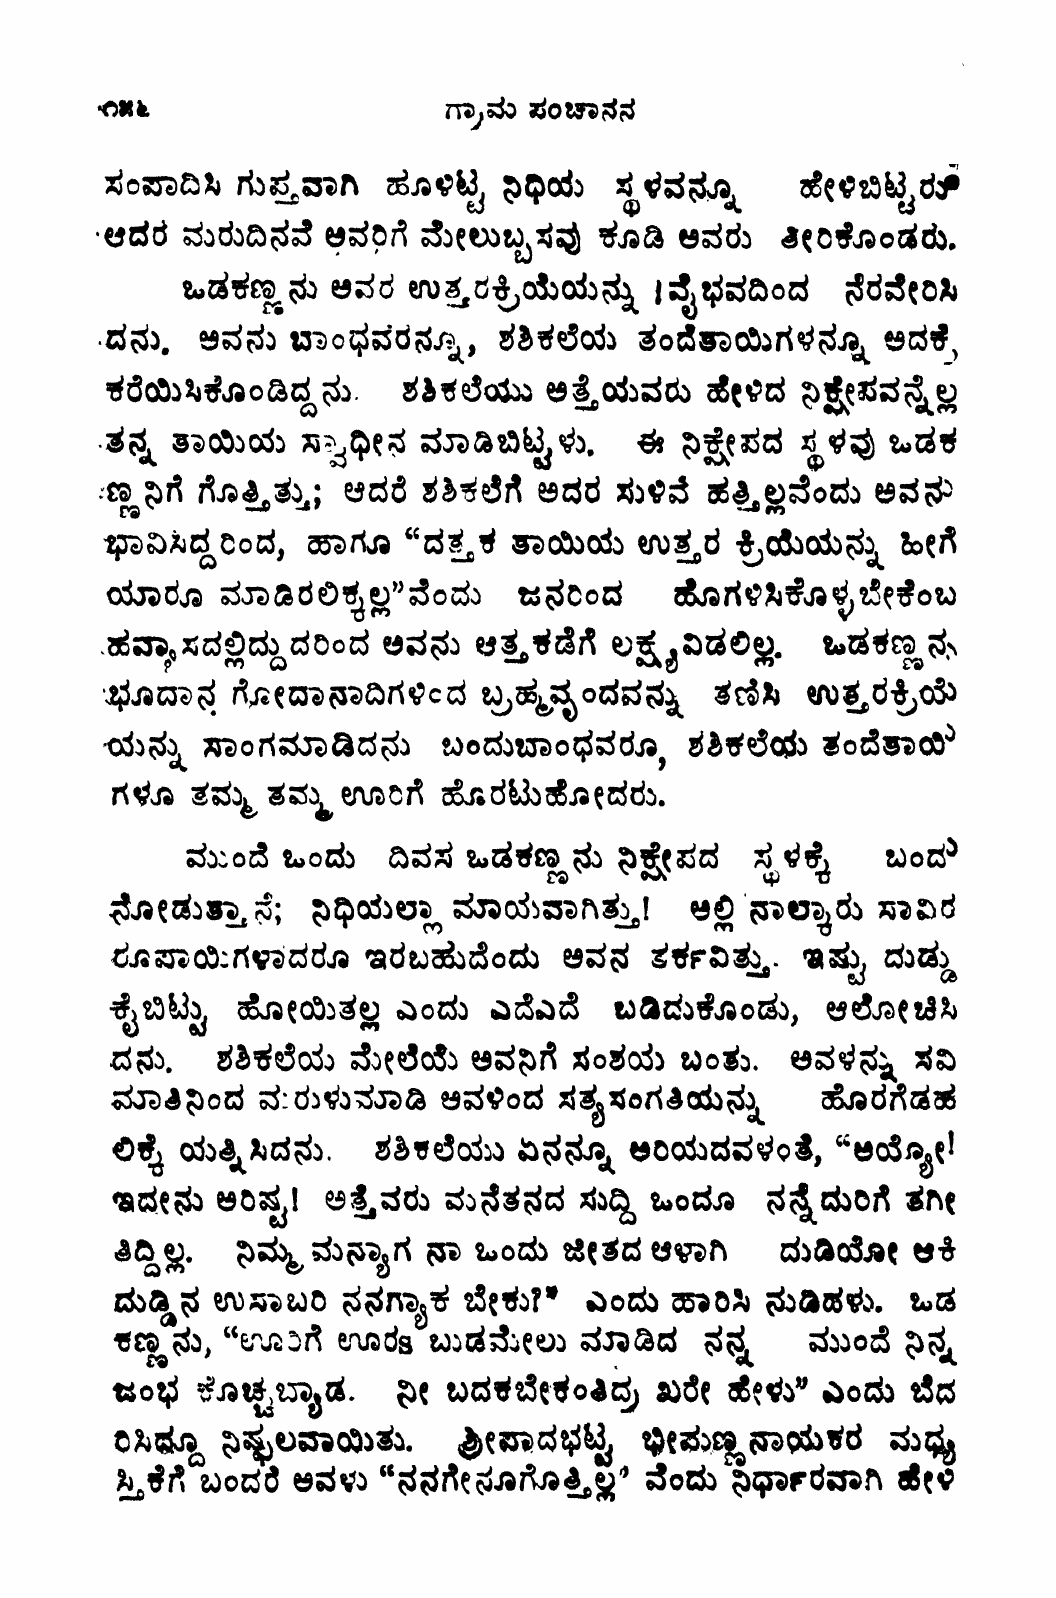 ೧೫೬ ಗ್ರಾಮ ಪಂಚಾನನ
ಸಂಪಾದಿಸಿ ಗುಪ್ತವಾಗಿ ಹೂಳಿಟ್ಟ ನಿಧಿಯ ಸ್ಥಳವನ್ನೂ ಹೇಳಿಬಿಟ್ಟರು
ಆದರ ಮರುದಿನವೆ ಅವರಿಗೆ ಮೇಲುಬ್ಬಸವು ಕೂಡಿ ಅವರು ತೀರಿಕೊಂಡರು.
ಒಡಕಣ್ಣನು ಅವರ ಉತ್ತರಕ್ರಿಯೆಯನ್ನು ವೈಭವದಿಂದ ನೆರವೇರಿಸಿ
ದನು. ಅವನು ಬಾಂಧವರನ್ನೂ, ಶಶಿಕಲೆಯ ತಂದೆತಾಯಿಗಳನ್ನೂ ಅದಕ್ಕೆ
ಕರೆಯಿಸಿಕೊಂಡಿದ್ದನು. ಶಶಿಕಲೆಯು ಅತ್ತೆಯವರು ಹೇಳಿದ ನಿಕ್ಷೇಪವನ್ನೆಲ್ಲ
ತನ್ನ ತಾಯಿಯ ಸ್ವಾಧೀನ ಮಾಡಿಬಿಟ್ಟಳು. ಈ ನಿಕ್ಷೇಪದ ಸ್ಥಳವು ಒಡಕ
ಣ್ಣನಿಗೆ ಗೊತ್ತಿತ್ತು; ಆದರೆ ಶಶಿಕಲೆಗೆ ಅದರ ಸುಳಿವೆ ಹತ್ತಿಲ್ಲವೆಂದು ಅವನು
ಭಾವಿಸಿದ್ದರಿಂದ, ಹಾಗೂ “ದತ್ತಕ ತಾಯಿಯ ಉತ್ತರ ಕ್ರಿಯೆಯನ್ನು ಹೀಗೆ
ಯಾರೂ ಮಾಡಿರಲಿಕ್ಕಲ್ಲ”ವೆಂದು ಜನರಿಂದ ಹೊಗಳಿಸಿಕೊಳ್ಳಬೇಕೆಂಬ
ಹವ್ಯಾಸದಲ್ಲಿದ್ದುದರಿಂದ ಅವನು ಆತ್ತಕಡೆಗೆ ಲಕ್ಷ್ಯವಿಡಲಿಲ್ಲ. ಒಡಕಣ್ಣನು
ಭೂದಾನ ಗೋದಾನಾದಿಗಳಿಂದ ಬ್ರಹ್ಮವೃಂದವನ್ನು ತಣಿಸಿ ಉತ್ತರಕ್ರಿಯೆ
ಯನ್ನು ಸಾಂಗಮಾಡಿದನು ಬಂದುಬಾಂಧವರೂ, ಶಶಿಕಲೆಯ ತಂದೆತಾಯಿ
ಗಳೂ ತಮ್ಮ ತಮ್ಮ ಊರಿಗೆ ಹೊರಟುಹೋದರು.
ಮುಂದೆ ಒಂದು ದಿವಸ ಒಡಕಣ್ಣನು ನಿಕ್ಷೇಪದ ಸ್ಥಳಕ್ಕೆ ಬಂದು
ನೋಡುತ್ತಾನೆ; ನಿಧಿಯೆಲ್ಲಾ ಮಾಯವಾಗಿತ್ತು! ಅಲ್ಲಿ ನಾಲ್ಕಾರು ಸಾವಿರ
ರೂಪಾಯಿಗಳಾದರೂ ಇರಬಹುದೆಂದು ಅವನ ತರ್ಕವಿತ್ತು. ಇಷ್ಟು ದುಡ್ಡು
ಕೈಬಿಟ್ಟು ಹೋಯಿತಲ್ಲ ಎಂದು ಎದೆಎದೆ ಬಡಿದುಕೊಂಡು, ಆಲೋಚಿಸಿ
ದನು. ಶಶಿಕಲೆಯ ಮೇಲೆಯೆ ಅವನಿಗೆ ಸಂಶಯ ಬಂತು. ಅವಳನ್ನು ಸವಿ
ಮಾತಿನಿಂದ ಮರುಳುಮಾಡಿ ಅವಳಿಂದ ಸತ್ಯಸಂಗತಿಯನ್ನು ಹೊರಗೆಡಹ
ಲಿಕ್ಕೆ ಯತ್ನಿಸಿದನು. ಶಶಿಕಲೆಯು ಏನನ್ನೂ ಅರಿಯದವಳಂತೆ, “ಅಯ್ಯೋ!
ಇದೇನು ಅರಿಷ್ಟ! ಅತ್ತೆವರು ಮನೆತನದ ಸುದ್ದಿ ಒಂದೂ ನನ್ನೆದುರಿಗೆ ತಗೀ
ತಿದ್ದಿಲ್ಲ. ನಿಮ್ಮ ಮನ್ಯಾಗ ನಾ ಒಂದು ಜೀತದ ಆಳಾಗಿ ದುಡಿಯೋ ಆಕಿ
ದುಡ್ಡಿನ ಉಸಾಬರಿ ನನಗ್ಯಾಕ ಬೇಕು?” ಎಂದು ಹಾರಿಸಿ ನುಡಿಹಳು. ಒಡ
ಕಣ್ಣನು, “ಊರಿಗೆ ಊರs ಬುಡಮೇಲು ಮಾಡಿದ ನನ್ನ ಮುಂದೆ ನಿನ್ನ
ಜಂಭ ಕೊಚ್ಚಬ್ಯಾಡ. ನೀ ಬದಕಬೇಕಂತಿದ್ರ ಖರೇ ಹೇಳು” ಎಂದು ಬೆದ
ರಿಸಿದ್ದೂ ನಿಷ್ಫಲವಾಯಿತು. ಶ್ರೀಪಾದಭಟ್ಟ ಭೀಮಣ್ಣನಾಯಕರ ಮಧ್ಯ
ಸ್ತಿಕೆಗೆ ಬಂದರೆ ಅವಳು “ನನಗೇನೂಗೊತ್ತಿಲ್ಲ’ ವೆಂದು ನಿರ್ಧಾರವಾಗಿ ಹೇಳಿ